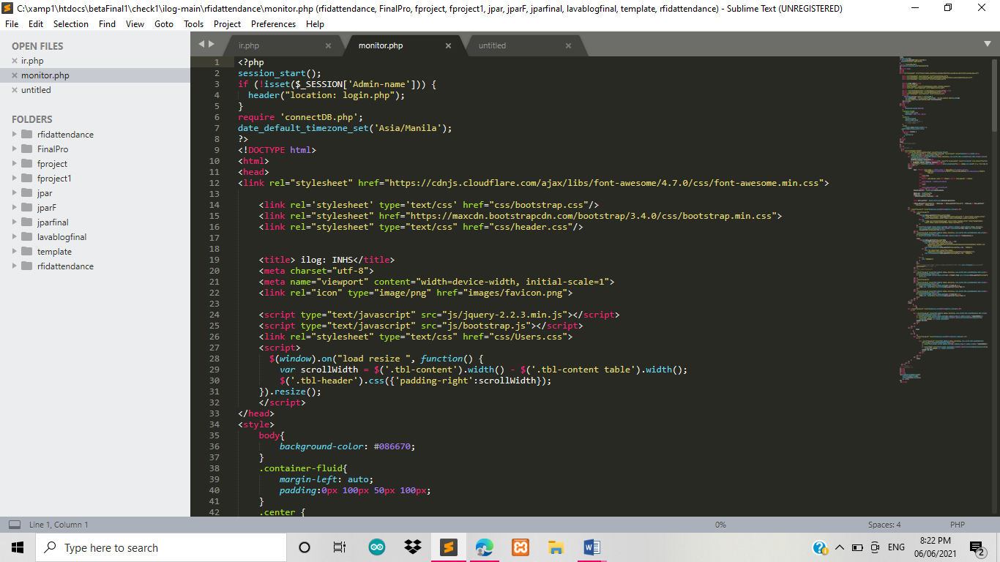 C:\xamp1\htdocs\betaFinal1\check1\ilog-main\rfidattendance\monitor.php (rfidattendance, FinalPro, fproject, fproject1, jpar, jparF, jparfinal, lavablogfinal, template, rfidattendance) - Sublime Text (UNREGISTERED)
File Edit Selection Find View Goto Tools Project Preferences Help
OPEN FILES
ir.php
monitor.php
untitled
FOLDERS
rfidattendance
FinalPro
fproject
fproject1
jpar
jparF
jparfinal
lavablogfinal
template
rfidattendance
ir.php monitor.php untitled
1 <?php
2 session_start();
3 if (!isset($_SESSION['Admin-name'])) {
4 header("location: login.php");
5 }
6 require 'connectDB.php';
7 date_default_timezone_set('Asia/Manila');
8 ?>
9 <!DOCTYPE html>
10 <html>
11 <head>
12 <link rel="stylesheet" href="https://cdnjs.cloudflare.com/ajax/libs/font-awesome/4.7.0/css/font-awesome.min.css">
13
14 <link rel='stylesheet' type='text/css' href="css/bootstrap.css"/>
15 <link rel="stylesheet" href="https://maxcdn.bootstrapcdn.com/bootstrap/3.4.0/css/bootstrap.min.css">
16 <link rel="stylesheet" type="text/css" href="css/header.css"/>
17
18
19 <title> ilog: INHS</title>
20 <meta charset="utf-8">
21 <meta name="viewport" content="width=device-width, initial-scale=1">
22 <link rel="icon" type="image/png" href="images/favicon.png">
23
24 <script type="text/javascript" src="js/jquery-2.2.3.min.js"></script>
25 <script type="text/javascript" src="js/bootstrap.js"></script>
26 <link rel="stylesheet" type="text/css" href="css/Users.css">
27 <script>
28 $(window).on("load resize ", function() {
29 var scrollWidth = $('.tbl-content').width() - $('.tbl-content table').width();
30 $('.tbl-header').css({'padding-right':scrollWidth});
31 }).resize();
32 </script>
33 </head>
34 <style>
35 body{
36 background-color: #086670;
37 }
38 .container-fluid{
39 margin-left: auto;
40 padding:0px 100px 50px 100px;
41 }
42 .center {
Line 1, Column 1 0% Spaces: 4 PHP
Type here to search
ENG
8:22 PM
06/06/2021
2